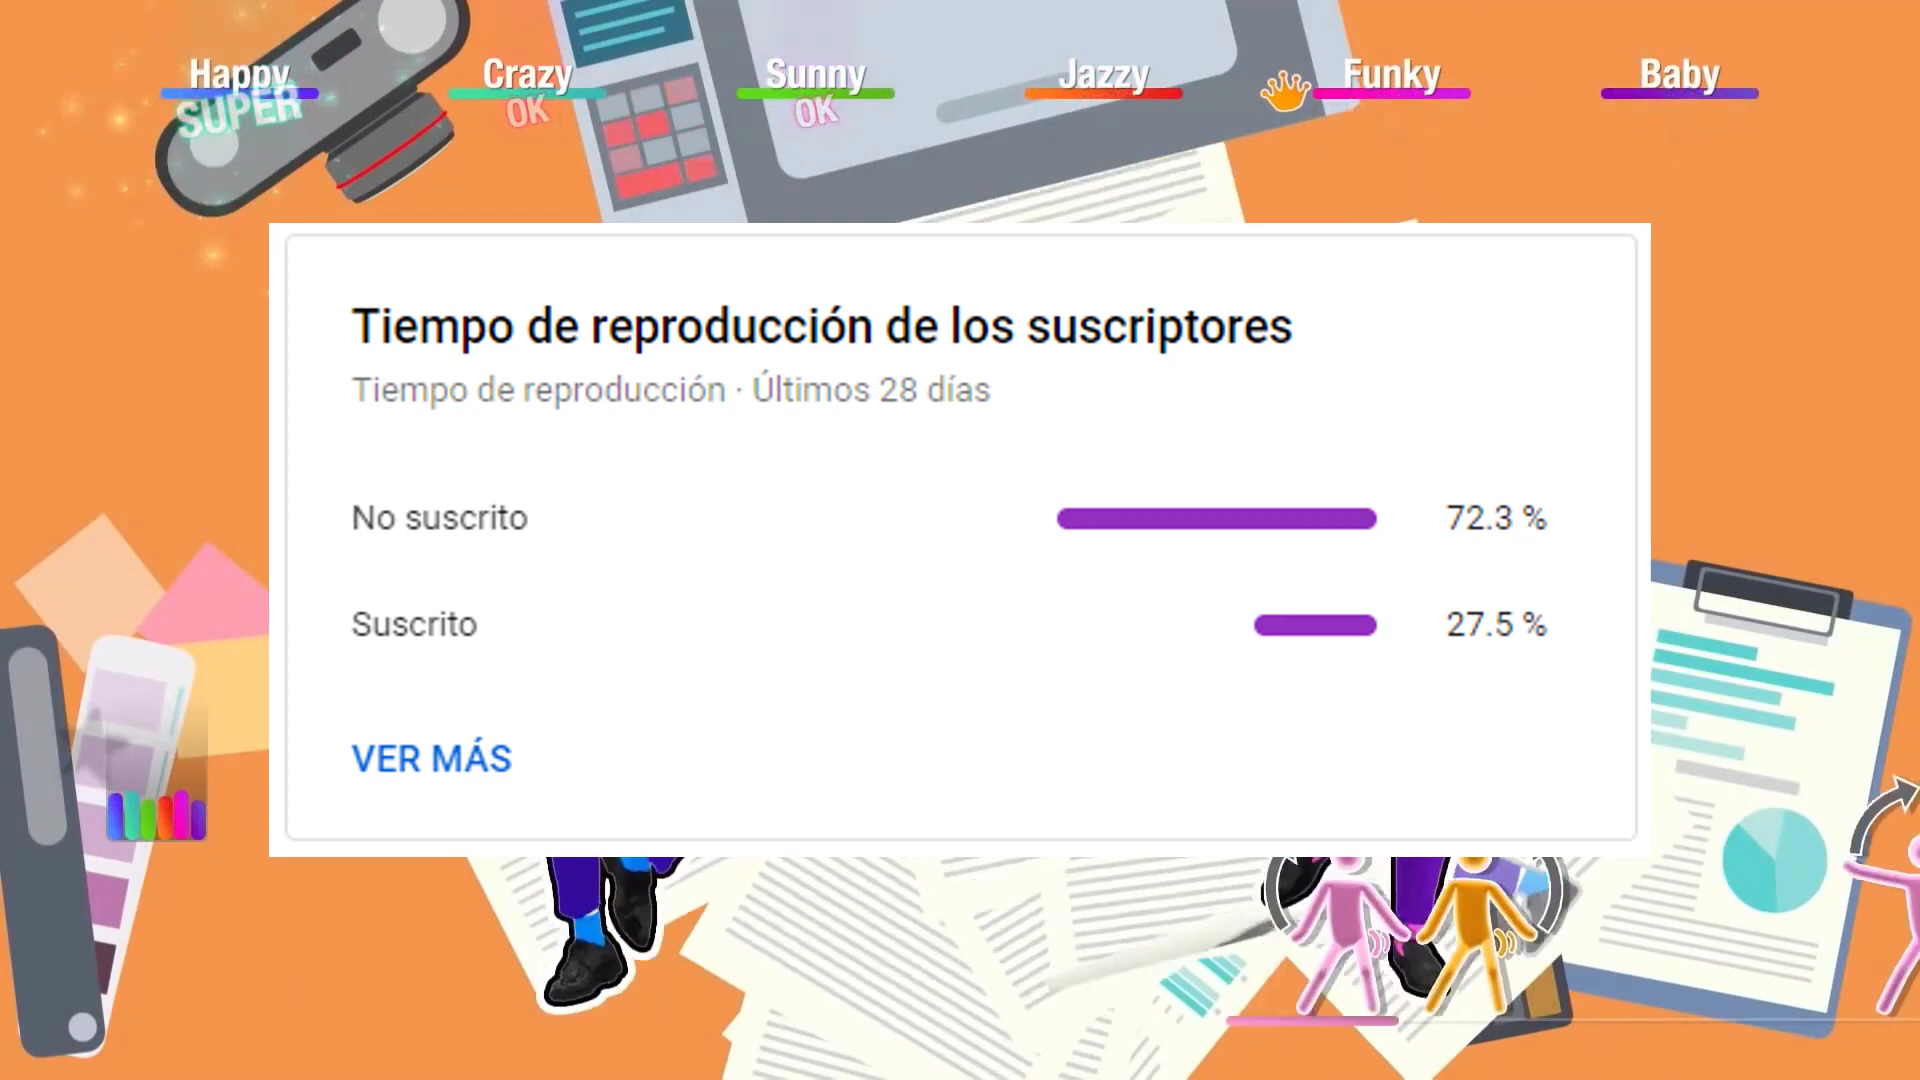 Happy
Crazy
Sunny
Jazzy
Funky
Baby
SUPER
OK
OK
Tiempo de reproducción de los suscriptores
Tiempo de reproducción · Últimos 28 días
No suscrito
72.3 %
Suscrito
27.5 %
VER MÁS